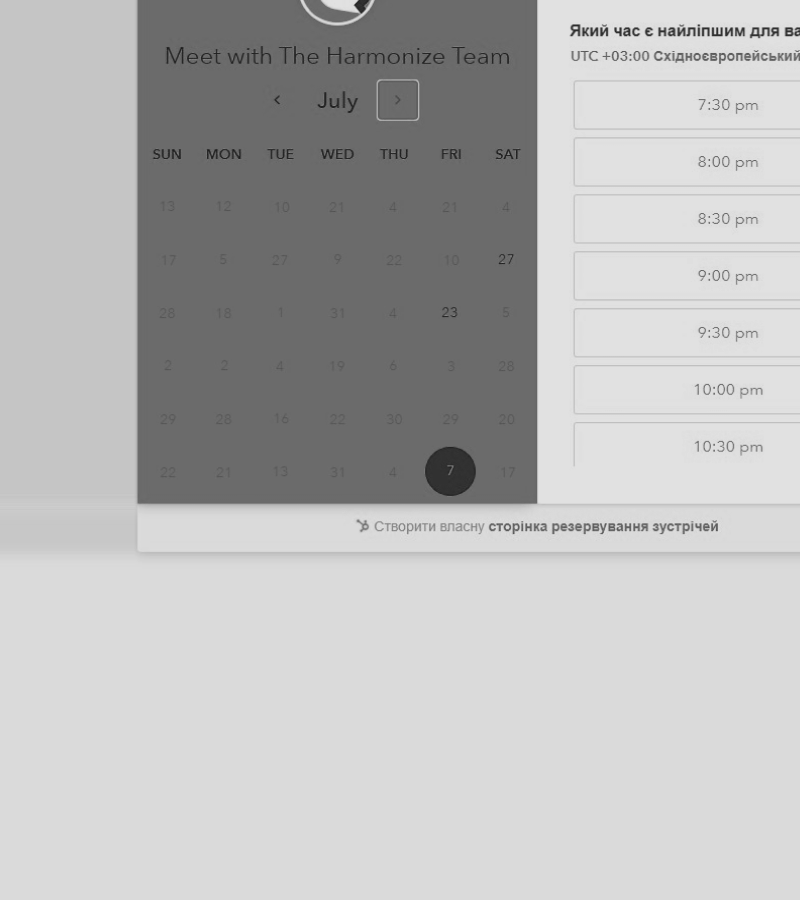 Meet with The Harmonize Team
July
SUN MON TUE WED THU FRI SAT
13 12 10 21 4 21 4
17 5 27 9 22 10 27
28 18 1 31 4 23 5
2 2 4 19 6 3 28
29 28 16 22 30 29 20
22 21 13 31 4 7 17
Який час є найліпшим для ва
UTC +03:00 Східноєвропейський
7:30 pm
8:00 pm
8:30 pm
9:00 pm
9:30 pm
10:00 pm
10:30 pm
Створити власну сторінка резервування зустрічей